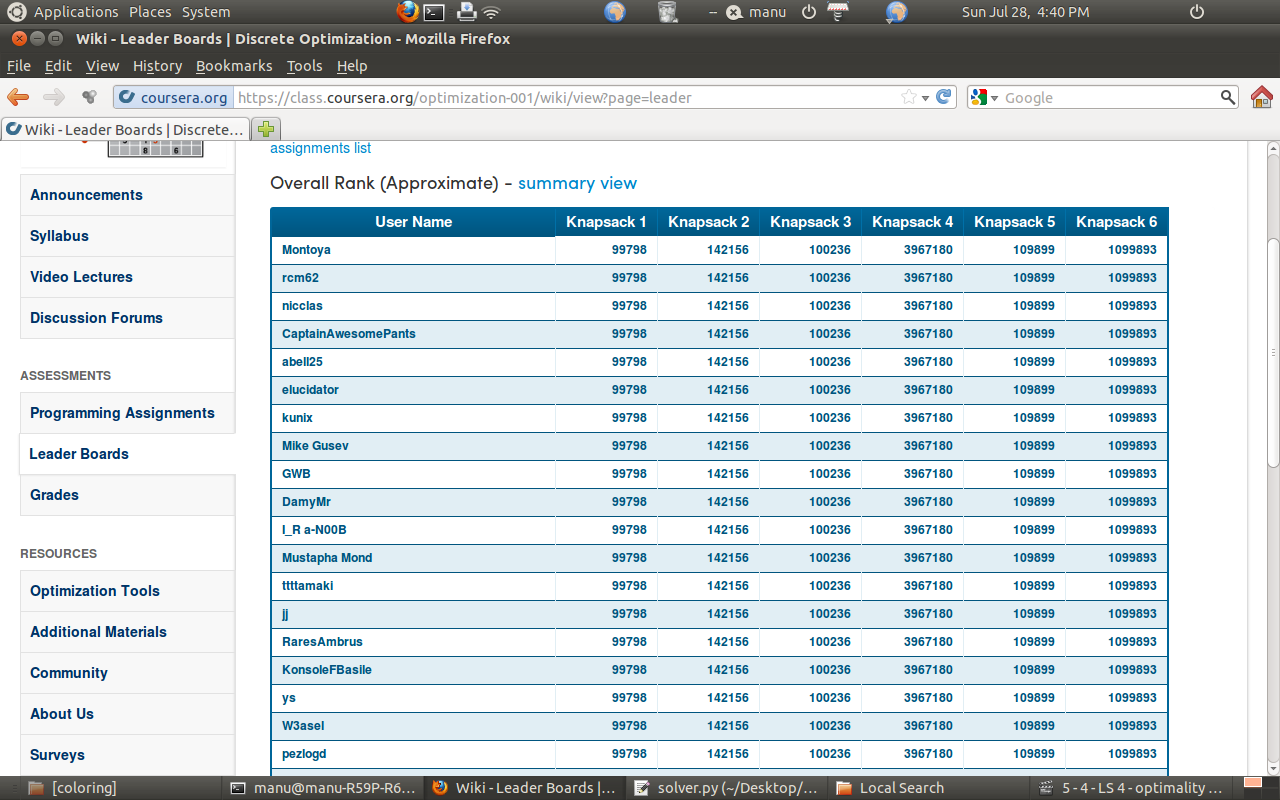 Applications Places System -- manu Sun Jul 28, 4:40 PM
Wiki - Leader Boards | Discrete Optimization - Mozilla Firefox
File Edit View History Bookmarks Tools Help
coursera.org https://class.coursera.org/optimization-001/wiki/view?page=leader Google
Wiki - Leader Boards | Discrete...
8 6
assignments list
Overall Rank (Approximate) - summary view
Announcements
Syllabus
Video Lectures
Discussion Forums
ASSESSMENTS
Programming Assignments
Leader Boards
Grades
RESOURCES
Optimization Tools
Additional Materials
Community
About Us
Surveys
User Name Knapsack 1 Knapsack 2 Knapsack 3 Knapsack 4 Knapsack 5 Knapsack 6
Montoya 99798 142156 100236 3967180 109899 1099893
rcm62 99798 142156 100236 3967180 109899 1099893
nicclas 99798 142156 100236 3967180 109899 1099893
CaptainAwesomePants 99798 142156 100236 3967180 109899 1099893
abell25 99798 142156 100236 3967180 109899 1099893
elucidator 99798 142156 100236 3967180 109899 1099893
kunix 99798 142156 100236 3967180 109899 1099893
Mike Gusev 99798 142156 100236 3967180 109899 1099893
GWB 99798 142156 100236 3967180 109899 1099893
DamyMr 99798 142156 100236 3967180 109899 1099893
I_R a-N00B 99798 142156 100236 3967180 109899 1099893
Mustapha Mond 99798 142156 100236 3967180 109899 1099893
ttttamaki 99798 142156 100236 3967180 109899 1099893
jj 99798 142156 100236 3967180 109899 1099893
RaresAmbrus 99798 142156 100236 3967180 109899 1099893
KonsoleFBasile 99798 142156 100236 3967180 109899 1099893
ys 99798 142156 100236 3967180 109899 1099893
W3asel 99798 142156 100236 3967180 109899 1099893
pezlogd 99798 142156 100236 3967180 109899 1099893
[coloring] manu@manu-R59P-R6... Wiki - Leader Boards |... solver.py (~/Desktop/... Local Search 5 - 4 - LS 4 - optimality ...